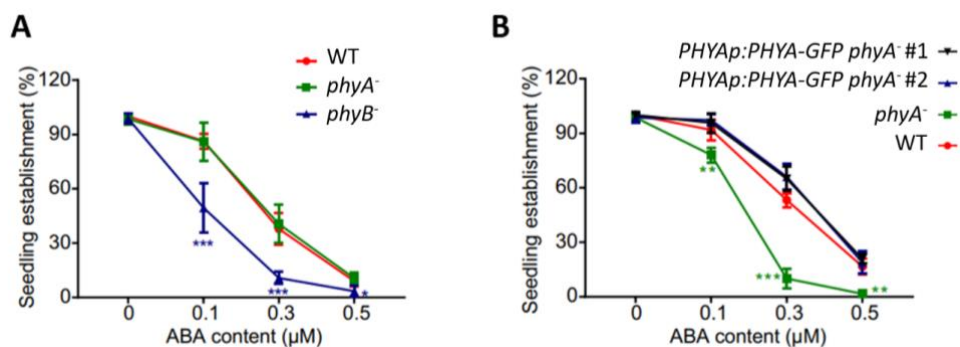 A
WT
phyA⁻
phyB⁻
Seedling establishment (%)
120
90
60
30
0
***
***
*
0 0.1 0.3 0.5
ABA content (µM)
B
PHYAp:PHYA-GFP phyA⁻ #1
PHYAp:PHYA-GFP phyA⁻ #2
phyA⁻
WT
Seedling establishment (%)
120
90
60
30
0
**
***
**
0 0.1 0.3 0.5
ABA content (µM)